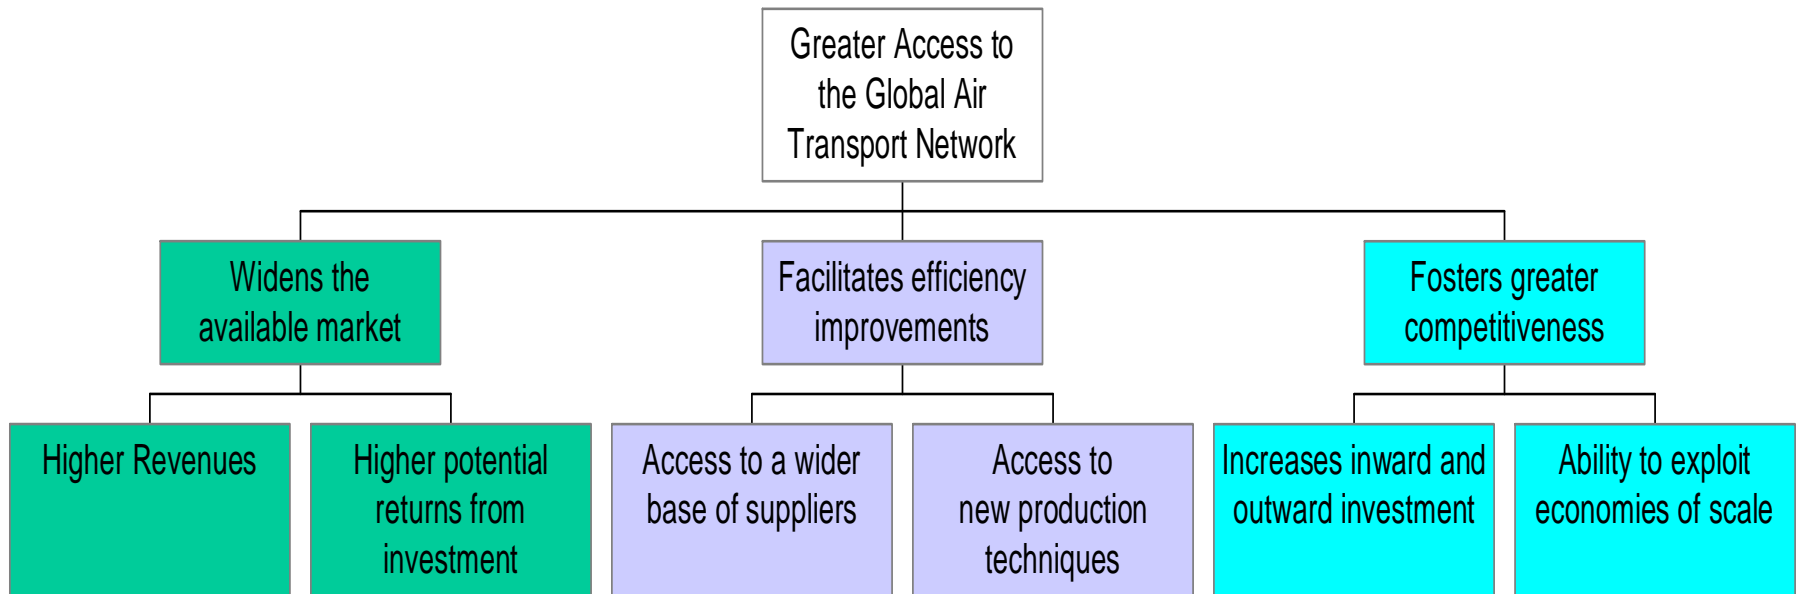 Greater Access to
the Global Air
Transport Network
Widens the
available market
Facilitates efficiency
improvements
Fosters greater
competitiveness
Higher Revenues
Higher potential
returns from
investment
Access to a wider
base of suppliers
Access to
new production
techniques
Increases inward and
outward investment
Ability to exploit
economies of scale